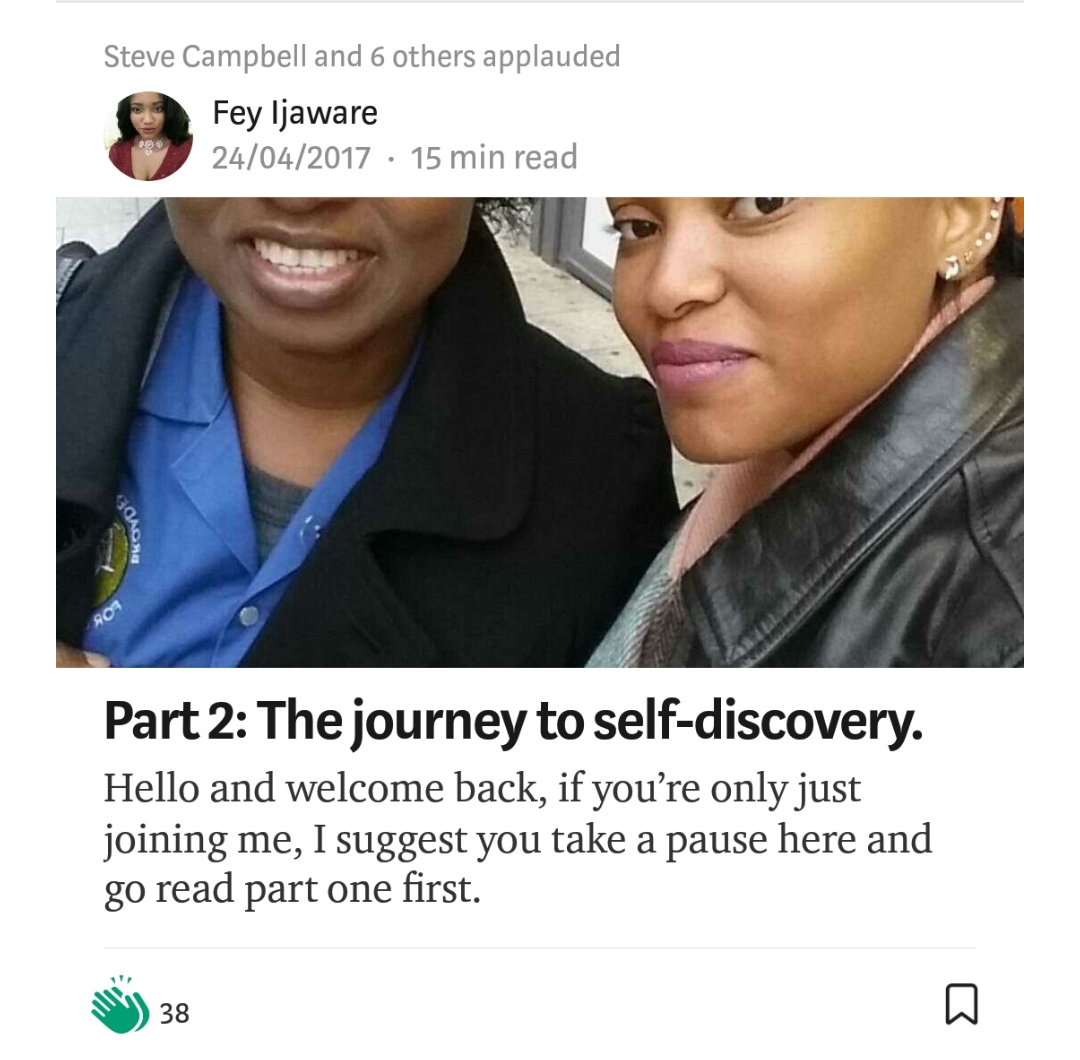 Steve Campbell and 6 others applauded
Fey Ijaware
24/04/2017 · 15 min read
FOR
Part 2: The journey to self-discovery.
Hello and welcome back, if you're only just
joining me, I suggest you take a pause here and
go read part one first.
38